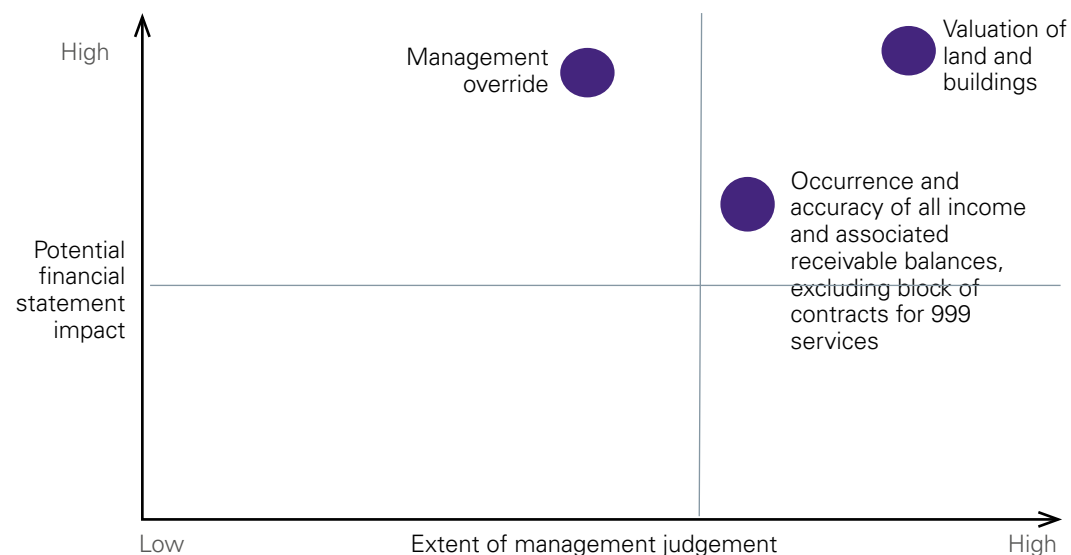 High
Management
override
Valuation of
land and
buildings
Occurrence and
accuracy of all income
and associated
receivable balances,
excluding block of
contracts for 999
services
Potential
financial
statement
impact
Low
Extent of management judgement
High